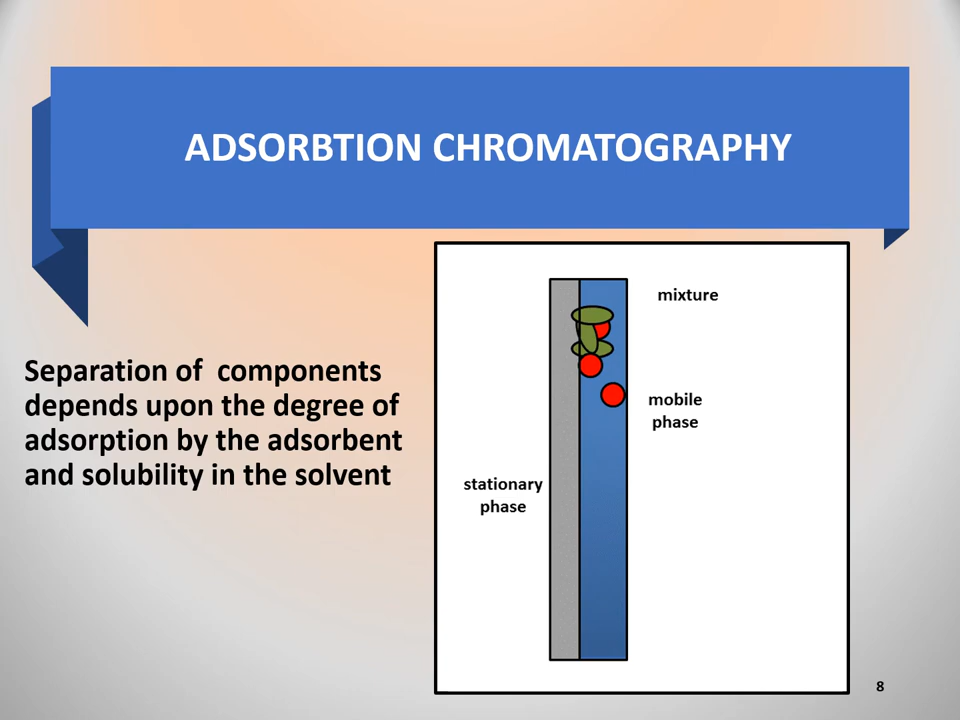 ADSORBTION CHROMATOGRAPHY
Separation of components
depends upon the degree of
adsorption by the adsorbent
and solubility in the solvent
mixture
mobile
phase
stationary
phase
8